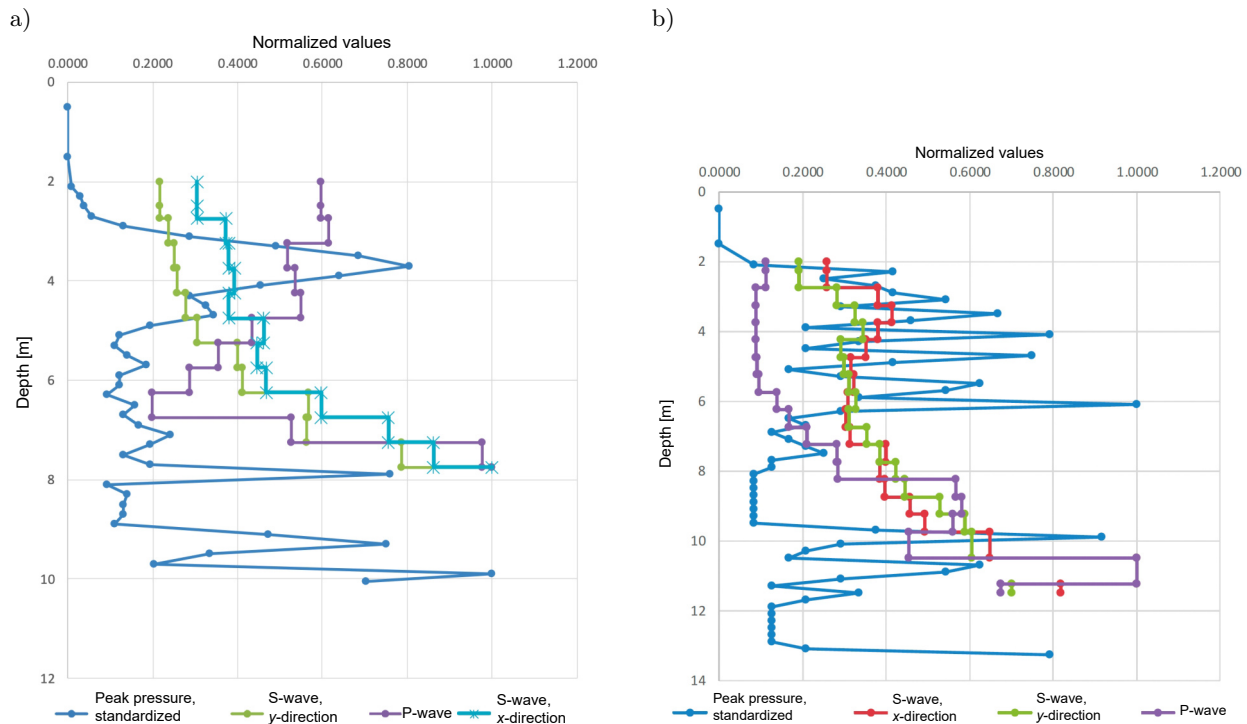 a)
Normalized values
0.0000 0.2000 0.4000 0.6000 0.8000 1.0000 1.2000
0
2
4
6
8
10
12
Depth [m]
Peak pressure,
standardized
S-wave,
y-direction
P-wave
S-wave,
x-direction
b)
Normalized values
0.0000 0.2000 0.4000 0.6000 0.8000 1.0000 1.2000
0
2
4
6
8
10
12
14
Depth [m]
Peak pressure,
standardized
S-wave,
x-direction
S-wave,
y-direction
P-wave